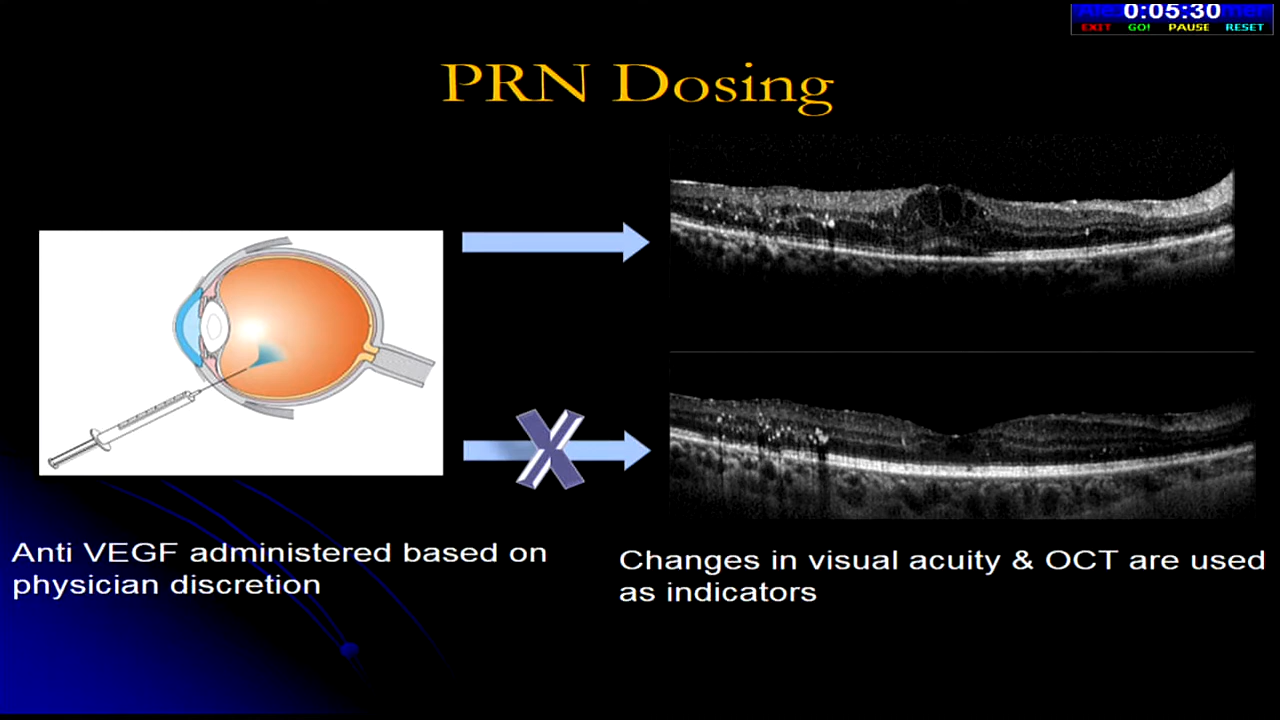 0:05:30
EXIT GO! PAUSE RESET
PRN Dosing
Anti VEGF administered based on
physician discretion
Changes in visual acuity & OCT are used
as indicators